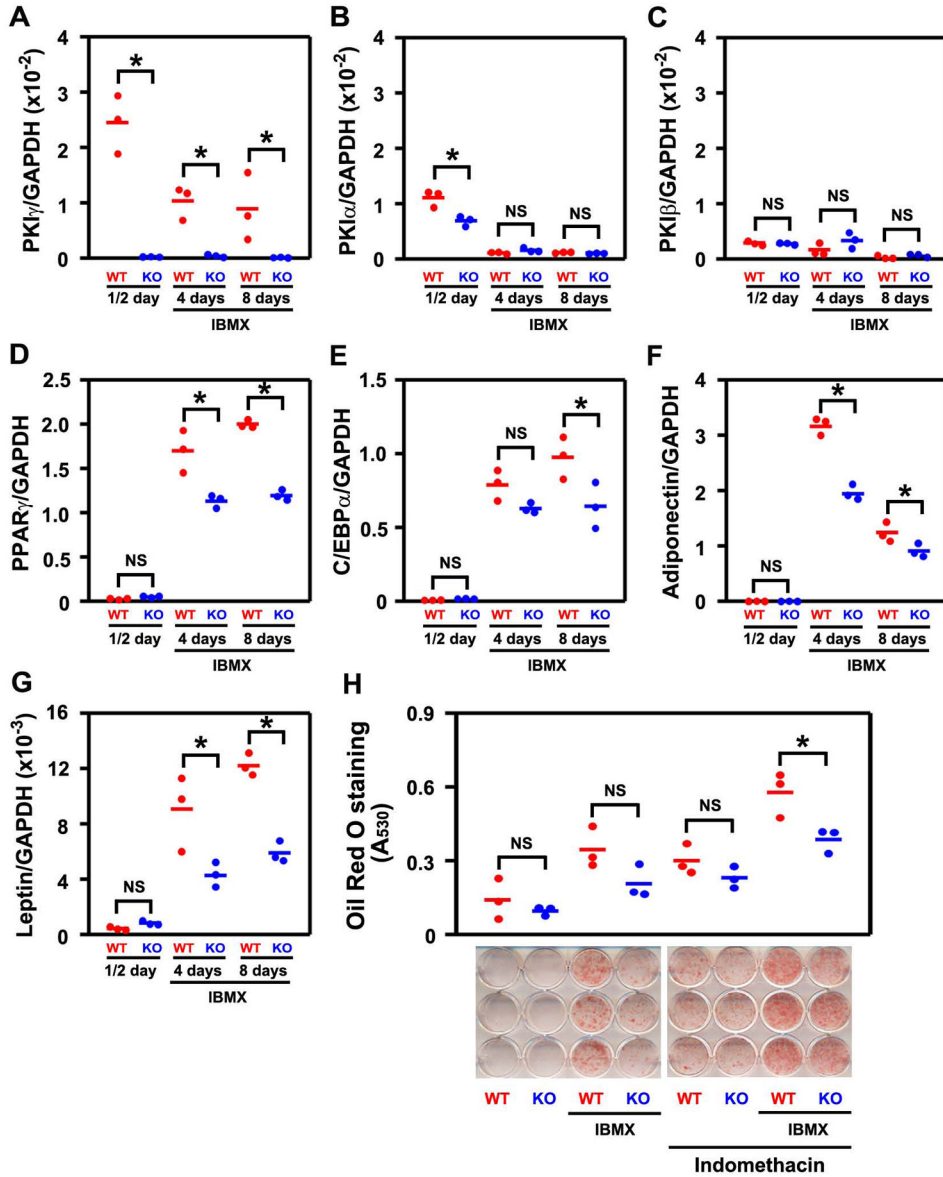 A
PKIγ/GAPDH (x10-2)
4
3
2
1
0
*
*
*
WT KO WT KO WT KO
1/2 day 4 days 8 days
IBMX
B
PKIα/GAPDH (x10-2)
4
3
2
1
0
*
NS
NS
WT KO WT KO WT KO
1/2 day 4 days 8 days
IBMX
C
PKIβ/GAPDH (x10-2)
4
3
2
1
0
NS
NS
NS
WT KO WT KO WT KO
1/2 day 4 days 8 days
IBMX
D
PPARγ/GAPDH
2.5
2.0
1.5
1.0
0.5
0
NS
*
*
WT KO WT KO WT KO
1/2 day 4 days 8 days
IBMX
E
C/EBPα/GAPDH
1.5
1.0
0.5
0
NS
NS
*
WT KO WT KO WT KO
1/2 day 4 days 8 days
IBMX
F
Adiponectin/GAPDH
4
3
2
1
0
NS
*
*
WT KO WT KO WT KO
1/2 day 4 days 8 days
IBMX
G
Leptin/GAPDH (x10-3)
16
12
8
4
0
NS
*
*
WT KO WT KO WT KO
1/2 day 4 days 8 days
IBMX
H
Oil Red O staining
(A530)
0.9
0.6
0.3
0
NS
NS
NS
*
WT KO WT KO WT KO WT KO
IBMX IBMX
Indomethacin